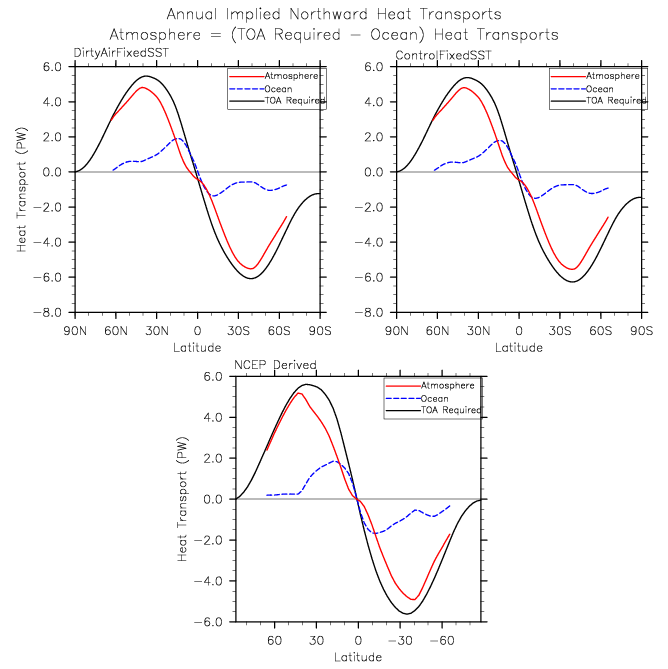 Annual Implied Northward Heat Transports
Atmosphere = (TOA Required − Ocean) Heat Transports
DirtyAirFixedSST
6.0
4.0
2.0
0.0
−2.0
−4.0
−6.0
−8.0
Heat Transport (PW)
Atmosphere
Ocean
TOA Required
90N 60N 30N 0 30S 60S 90S
Latitude
ControlFixedSST
6.0
4.0
2.0
0.0
−2.0
−4.0
−6.0
−8.0
Atmosphere
Ocean
TOA Required
90N 60N 30N 0 30S 60S 90S
Latitude
NCEP Derived
6.0
4.0
2.0
0.0
−2.0
−4.0
−6.0
Heat Transport (PW)
Atmosphere
Ocean
TOA Required
60 30 0 −30 −60
Latitude